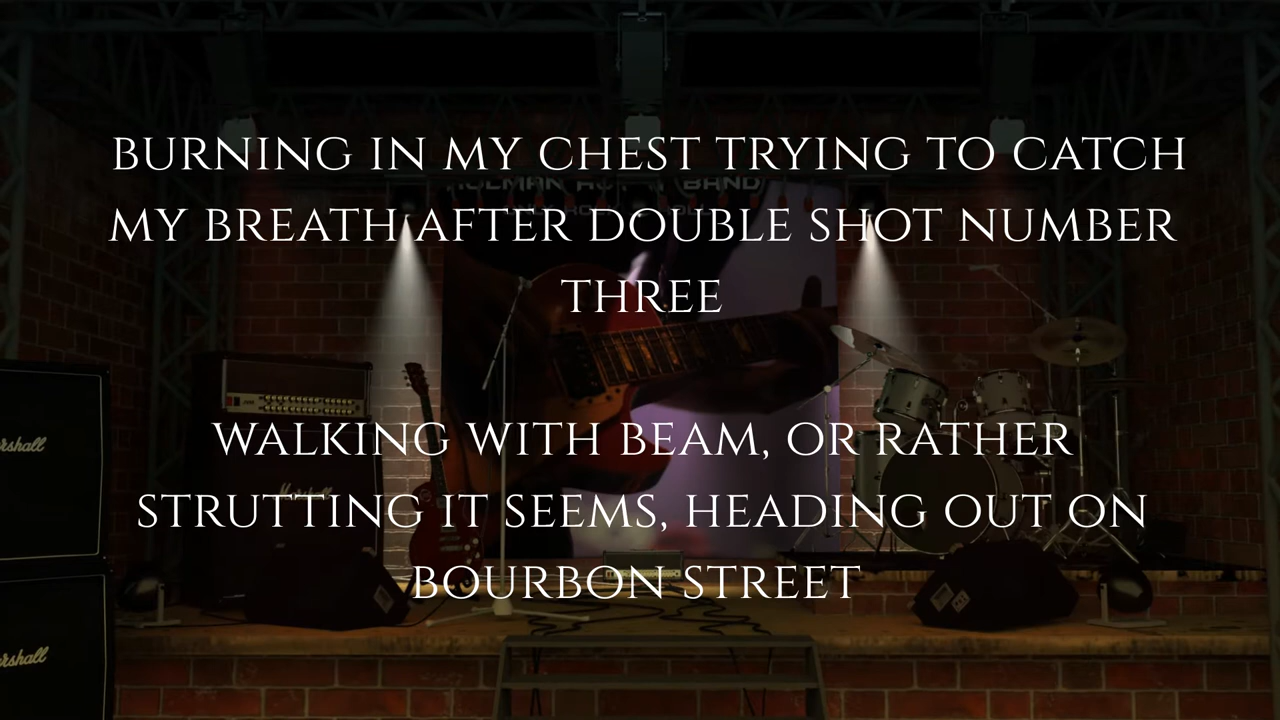 BURNING IN MY CHEST TRYING TO CATCH
MY BREATH AFTER DOUBLE SHOT NUMBER
THREE
WALKING WITH BEAM, OR RATHER
STRUTTING IT SEEMS, HEADING OUT ON
BOURBON STREET
Marshall